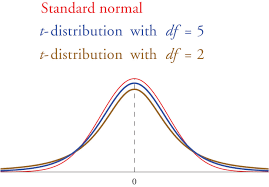 Standard normal
t-distribution with df = 5
t-distribution with df = 2
0